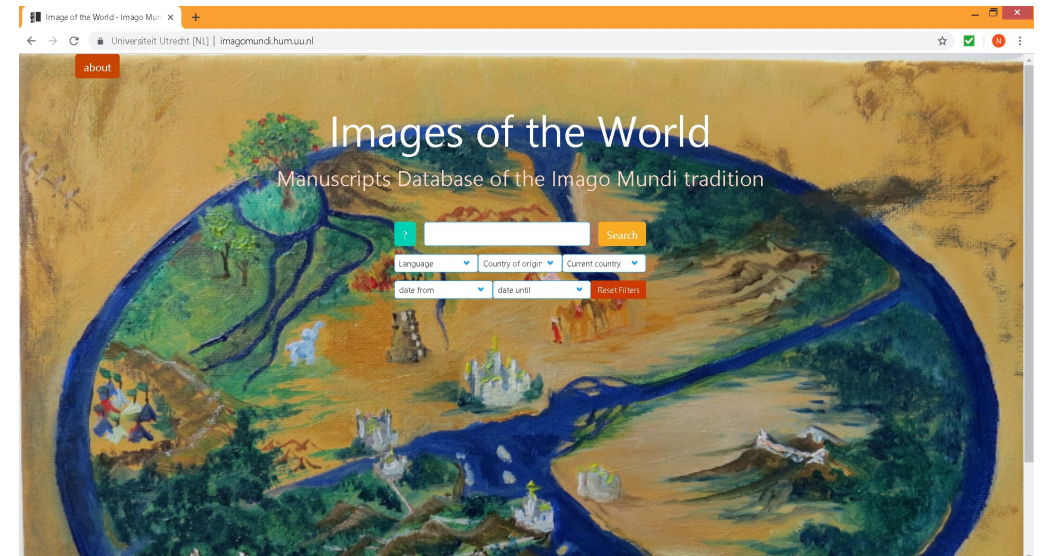 Image of the World - Imago Mun
Universiteit Utrecht [NL] | imagomundi.hum.uu.nl
N
about
Images of the World
Manuscripts Database of the Imago Mundi tradition
? Search
Language Country of origin Current country
date from date until Reset Filters